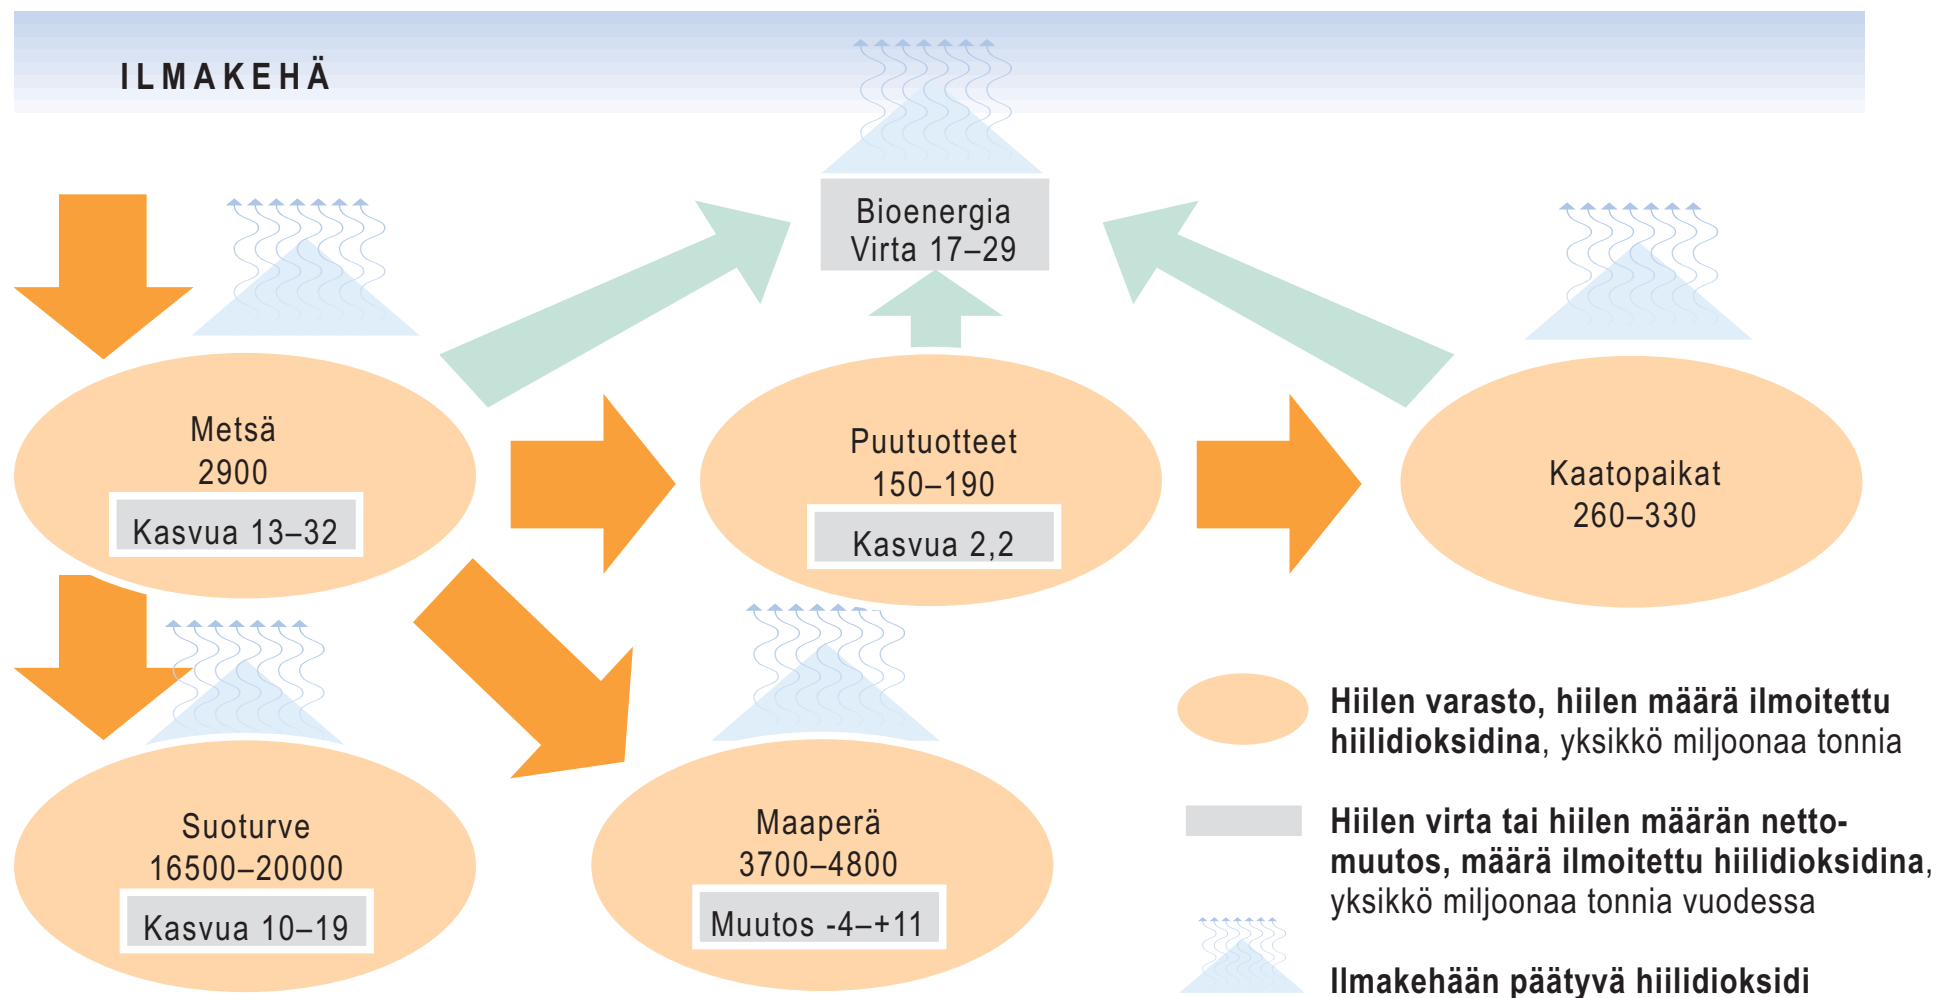 ILMAKEHÄ
Bioenergia
Virta 17–29
Metsä
2900
Kasvua 13–32
Puutuotteet
150–190
Kasvua 2,2
Kaatopaikat
260–330
Suoturve
16500–20000
Kasvua 10–19
Maaperä
3700–4800
Muutos -4–+11
Hiilen varasto, hiilen määrä ilmoitettu
hiilidioksidina, yksikkö miljoonaa tonnia
Hiilen virta tai hiilen määrän netto-
muutos, määrä ilmoitettu hiilidioksidina,
yksikkö miljoonaa tonnia vuodessa
Ilmakehään päätyvä hiilidioksidi